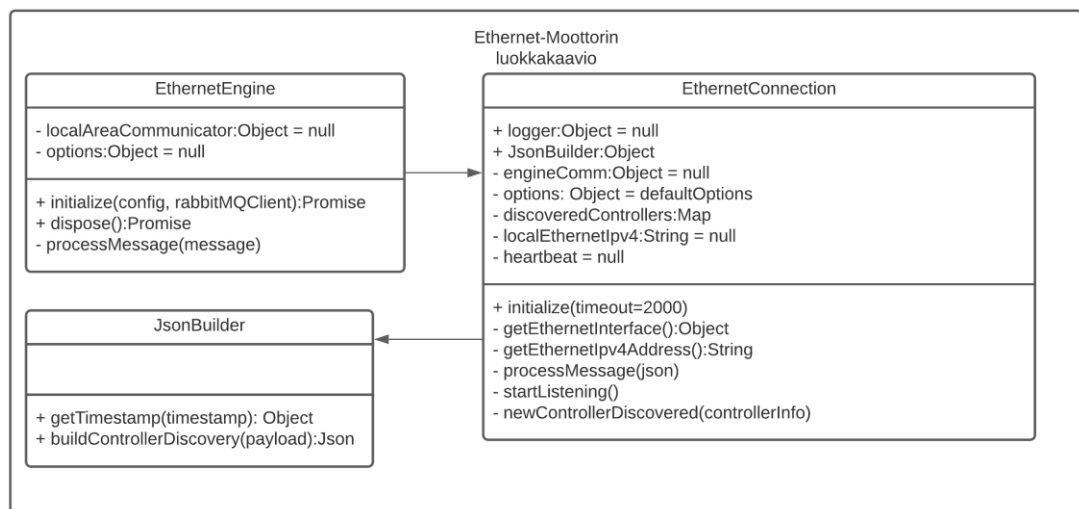 Ethernet-Moottorin
luokkakaavio
EthernetEngine
- localAreaCommunicator:Object = null
- options:Object = null
+ initialize(config, rabbitMQClient):Promise
+ dispose():Promise
- processMessage(message)
EthernetConnection
+ logger:Object = null
+ JsonBuilder:Object
- engineComm:Object = null
- options: Object = defaultOptions
- discoveredControllers:Map
- localEthernetIpv4:String = null
- heartbeat = null
+ initialize(timeout=2000)
- getEthernetInterface():Object
- getEthernetIpv4Address():String
- processMessage(json)
- startListening()
- newControllerDiscovered(controllerInfo)
JsonBuilder
+ getTimestamp(timestamp): Object
+ buildControllerDiscovery(payload):Json